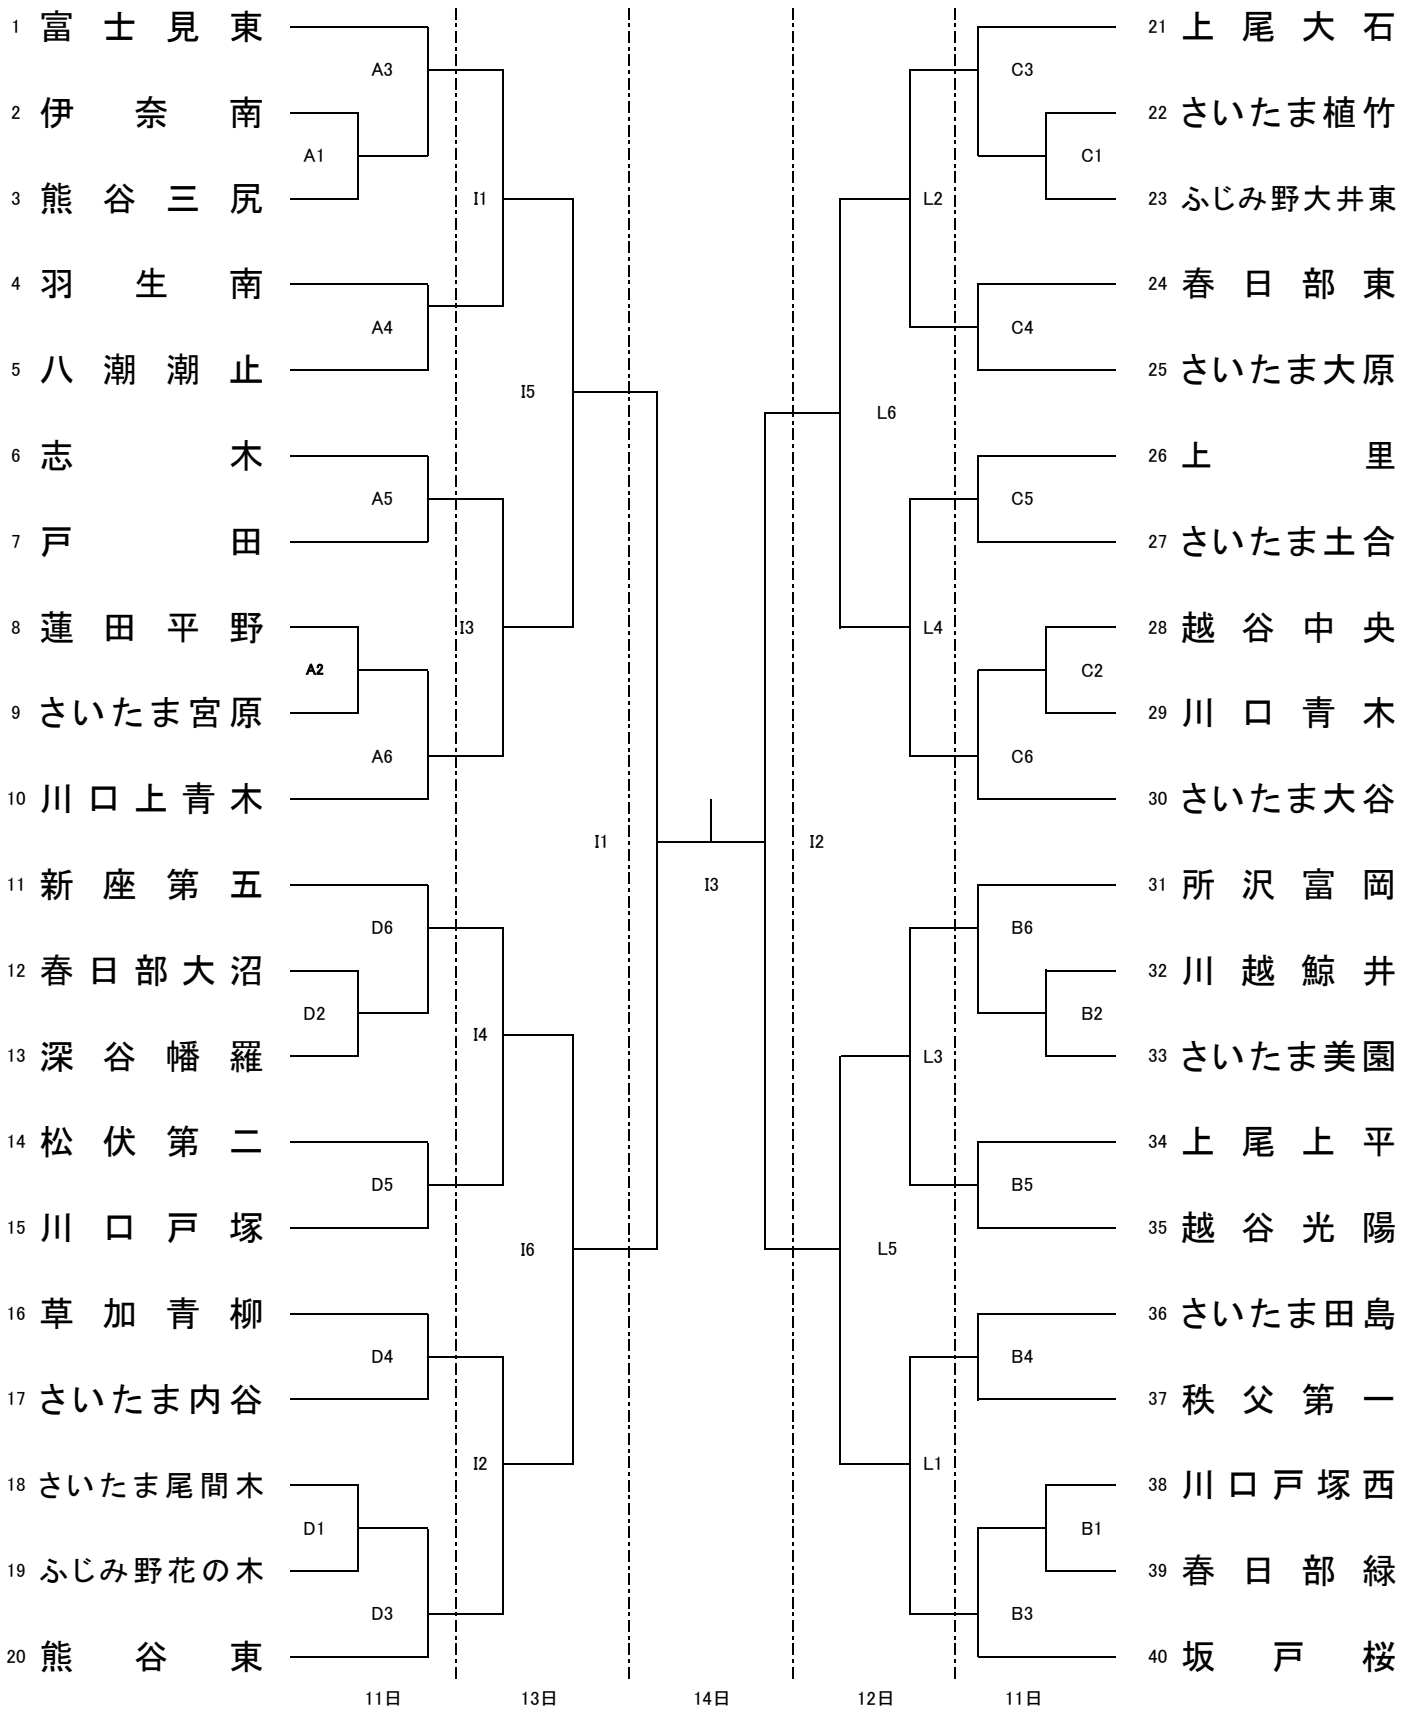 1 富士見東
A3
2 伊奈南
A1
3 熊谷三尻
I1
4 羽生南
A4
5 八潮潮止
I5
6 志木
A5
7 戸田
8 蓮田平野
I3
A2
9 さいたま宮原
A6
10 川口上青木
I1
11 新座第五
D6
12 春日部大沼
D2
13 深谷幡羅
I4
14 松伏第二
D5
15 川口戸塚
I6
16 草加青柳
D4
17 さいたま内谷
I2
18 さいたま尾間木
D1
19 ふじみ野花の木
D3
20 熊谷東
I3
21 上尾大石
C3
22 さいたま植竹
C1
23 ふじみ野大井東
L2
24 春日部東
C4
25 さいたま大原
L6
26 上里
C5
27 さいたま土合
28 越谷中央
L4
C2
29 川口青木
C6
30 さいたま大谷
I2
31 所沢富岡
B6
32 川越鯨井
B2
33 さいたま美園
L3
34 上尾上平
B5
35 越谷光陽
L5
36 さいたま田島
B4
37 秩父第一
L1
38 川口戸塚西
B1
39 春日部緑
B3
40 坂戸桜
11日 13日 14日 12日 11日